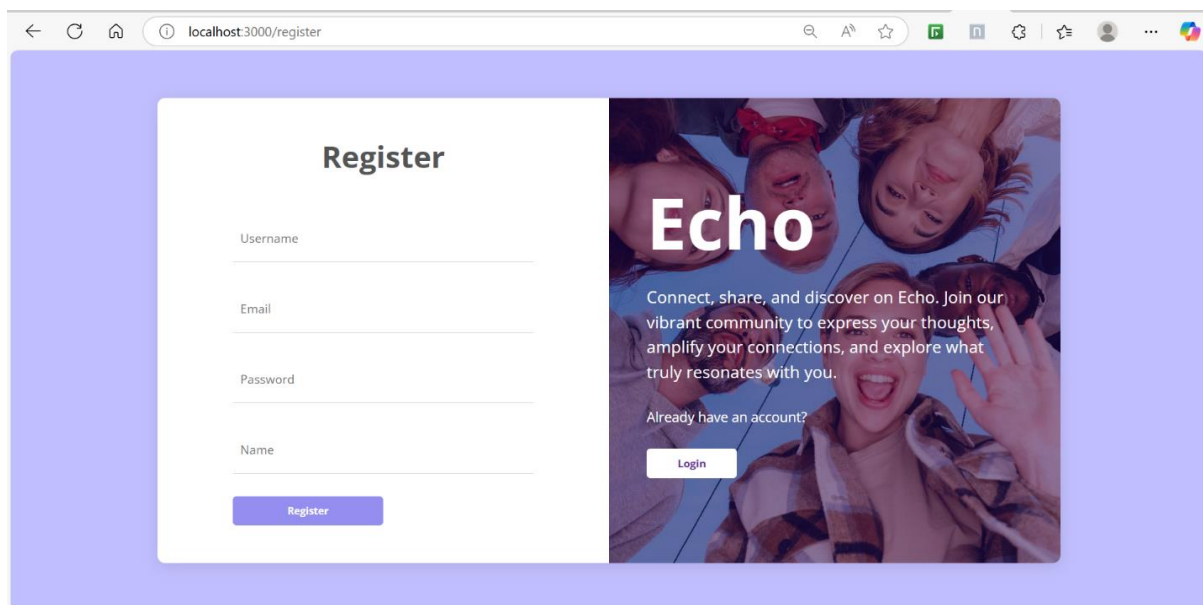 localhost:3000/register
Register
Username
Email
Password
Name
Register
Echo
Connect, share, and discover on Echo. Join our
vibrant community to express your thoughts,
amplify your connections, and explore what
truly resonates with you.
Already have an account?
Login